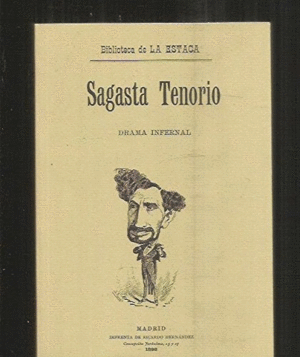 Biblioteca de LA ESTACA
Sagasta Tenorio
DRAMA INFERNAL
MADRID
IMPRENTA DE RICARDO HERNÁNDEZ
1886